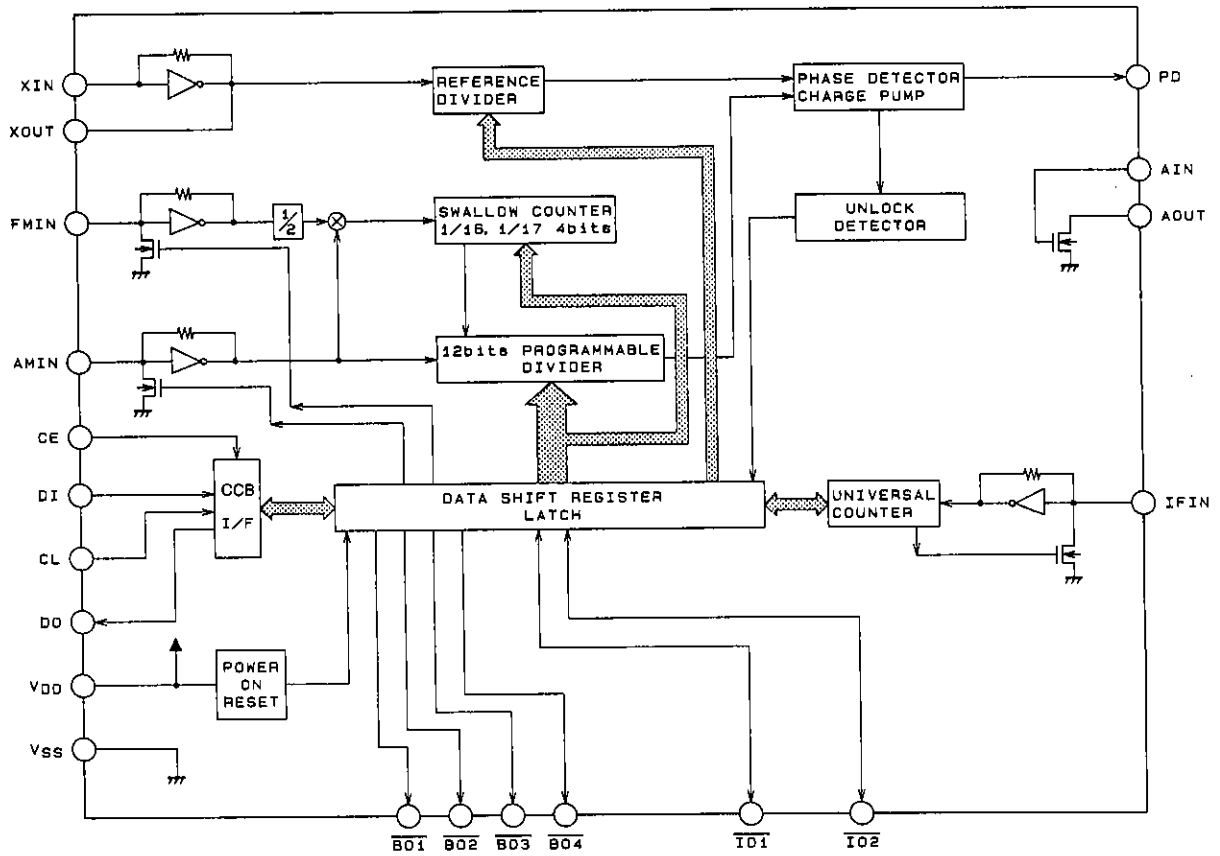 XIN
XOUT
FMIN
AMIN
CE
DI
CL
DO
VDD
VSS
REFERENCE
DIVIDER
PHASE DETECTOR
CHARGE PUMP
PD
AIN
AOUT
1/2
SWALLOW COUNTER
1/16, 1/17 4bits
UNLOCK
DETECTOR
12bits PROGRAMMABLE
DIVIDER
CCB
I/F
DATA SHIFT REGISTER
LATCH
UNIVERSAL
COUNTER
IFIN
POWER
ON
RESET
BO1
BO2
BO3
BO4
IO1
IO2